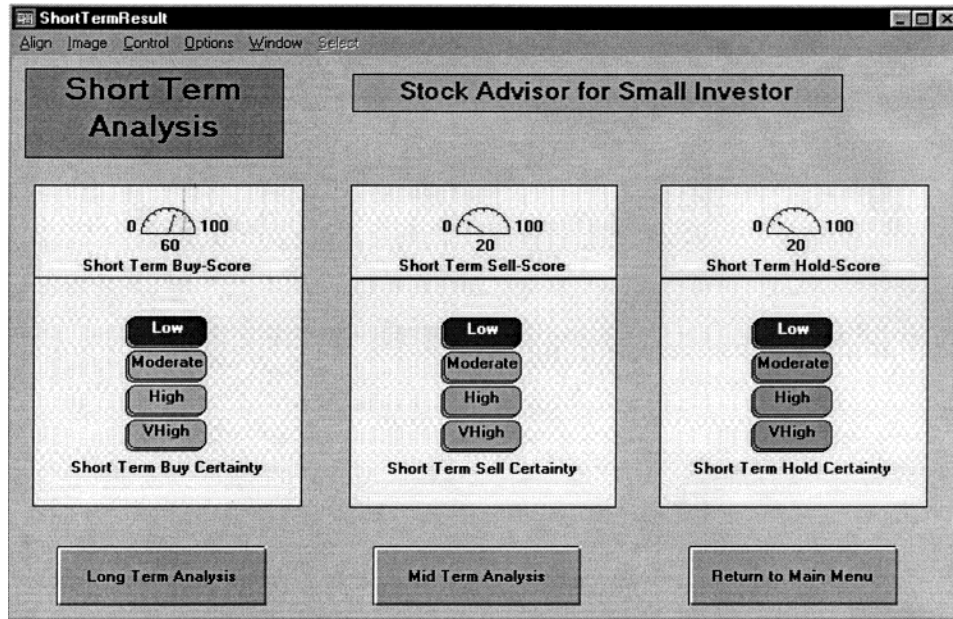 ShortTermResult
Align Image Control Options Window Select
Short Term
Analysis
Stock Advisor for Small Investor
0 100
60
Short Term Buy-Score
0 100
20
Short Term Sell-Score
0 100
20
Short Term Hold-Score
Low
Moderate
High
VHigh
Short Term Buy Certainty
Low
Moderate
High
VHigh
Short Term Sell Certainty
Low
Moderate
High
VHigh
Short Term Hold Certainty
Long Term Analysis
Mid Term Analysis
Return to Main Menu